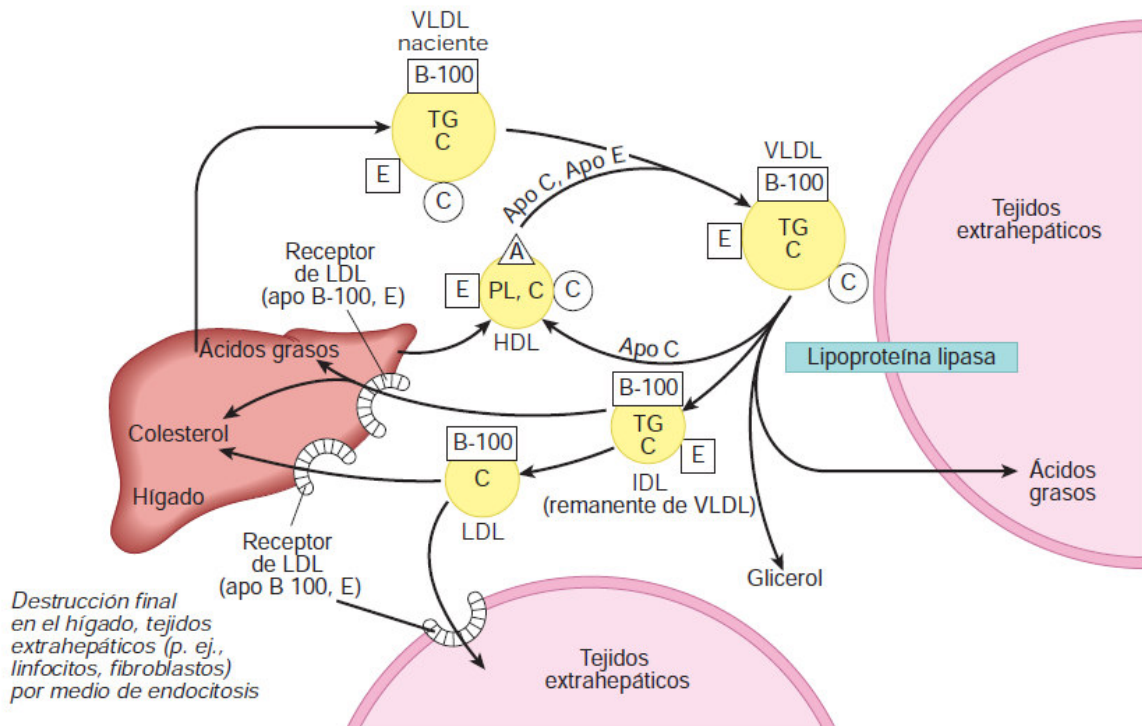 VLDL
naciente
B-100
TG
C
E
C
Apo C, Apo E
VLDL
B-100
TG
C
E
C
Tejidos
extrahepáticos
Receptor
de LDL
(apo B-100, E)
A
E
PL, C
C
HDL
Ácidos grasos
Apo C
Lipoproteína lipasa
B-100
TG
C
E
IDL
(remanente de VLDL)
Colesterol
B-100
C
LDL
Hígado
Ácidos
grasos
Receptor
de LDL
(apo B 100, E)
Glicerol
Destrucción final
en el hígado, tejidos
extrahepáticos (p. ej.,
linfocitos, fibroblastos)
por medio de endocitosis
Tejidos
extrahepáticos